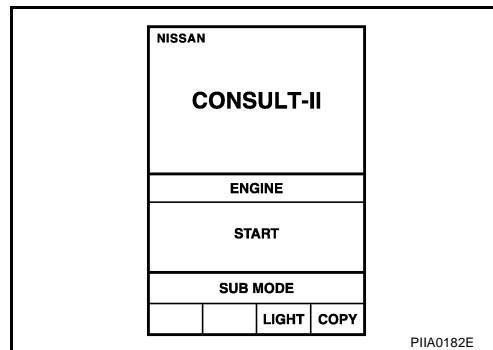 NISSAN
CONSULT-II
ENGINE
START
SUB MODE
LIGHT COPY
PIIA0182E